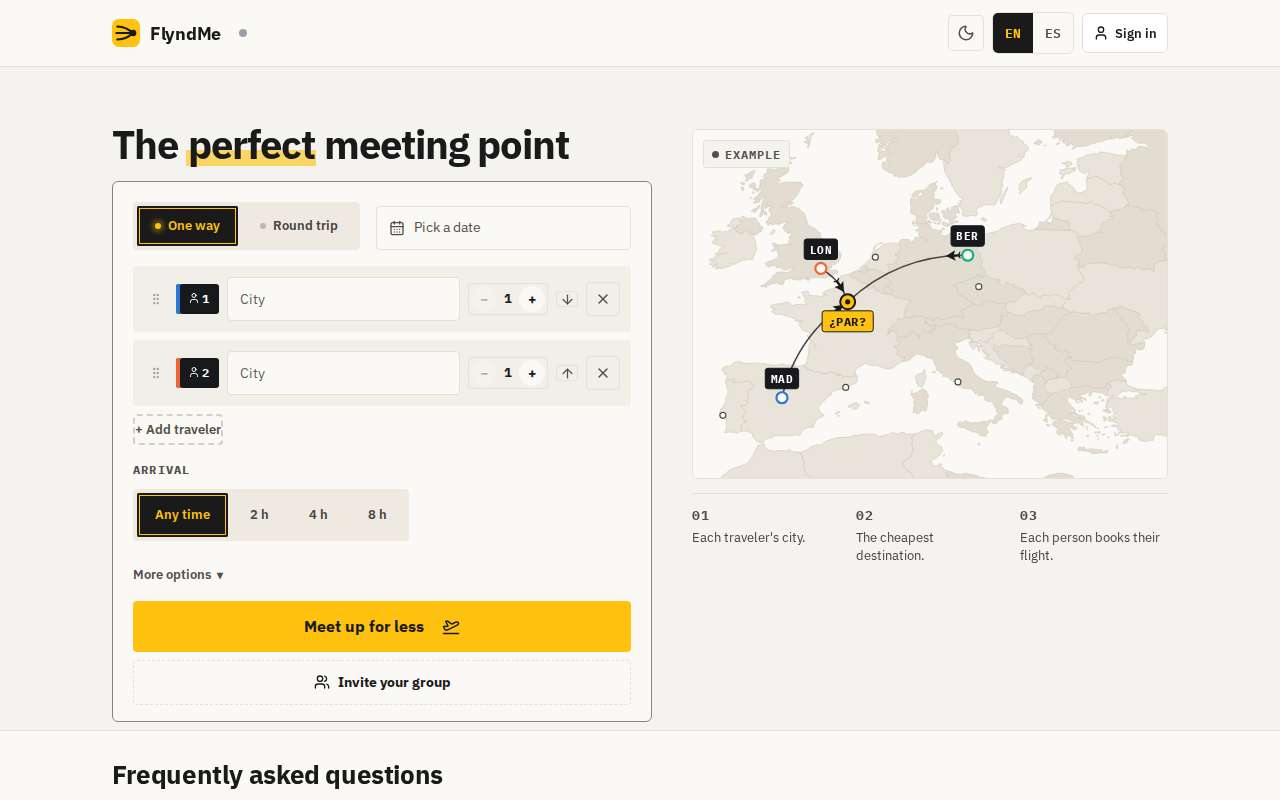 FlyndMe
EN
ES
Sign in
The perfect meeting point
One way
Round trip
Pick a date
1
City
− 1 +
2
City
− 1 +
+ Add traveler
ARRIVAL
Any time
2 h
4 h
8 h
More options ▾
Meet up for less
Invite your group
EXAMPLE
LON
BER
¿PAR?
MAD
01
Each traveler's city.
02
The cheapest
destination.
03
Each person books their
flight.
Frequently asked questions